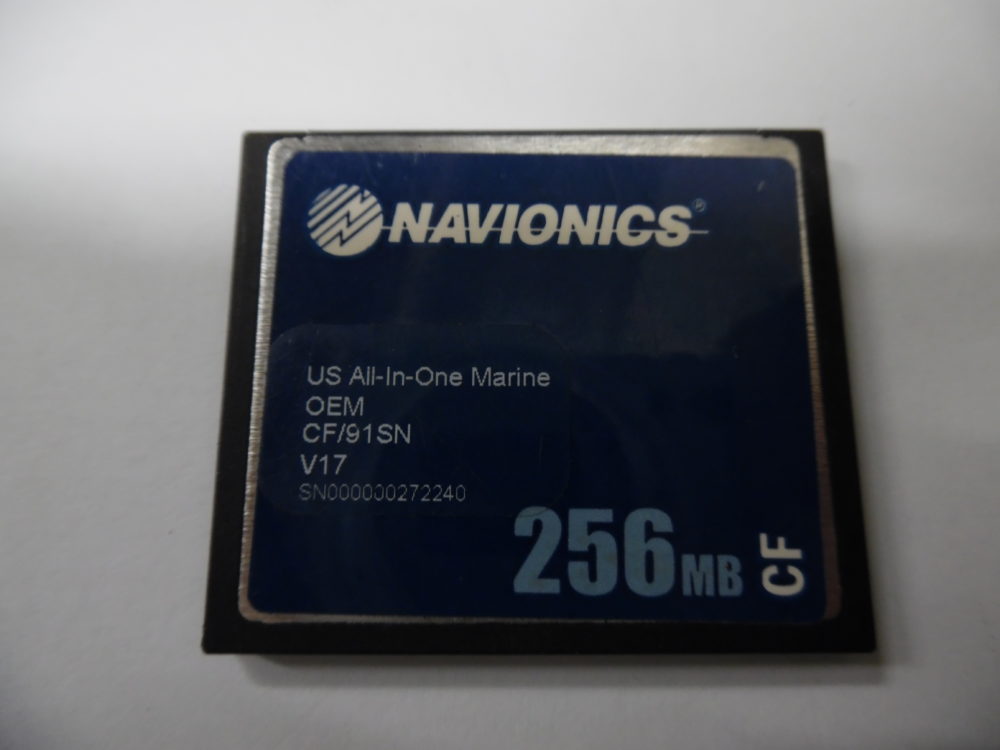 NAVIONICS®
US All-In-One Marine
OEM
CF/91SN
V17
SN000000272240
256MB
CF